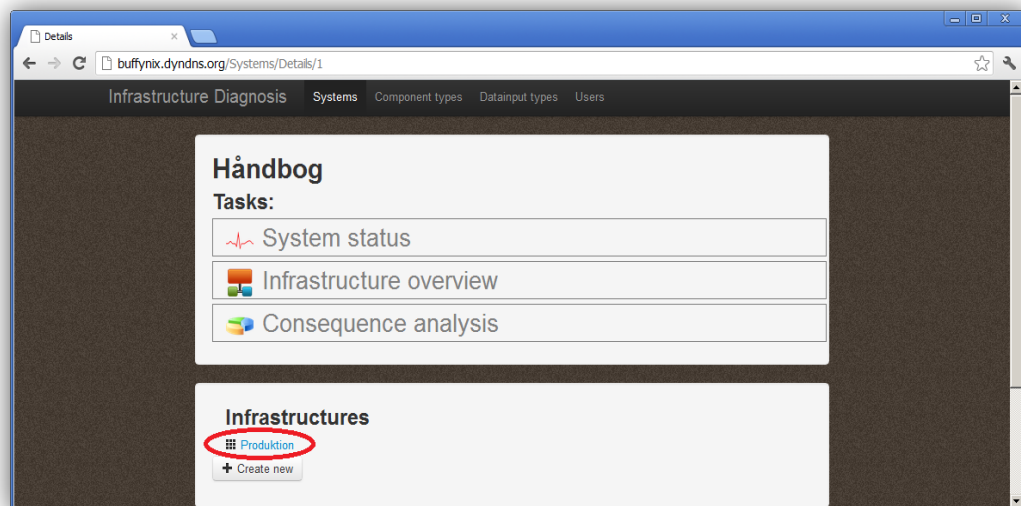 Details
buffynix.dyndns.org/Systems/Details/1
Infrastructure Diagnosis Systems Component types Datainput types Users
Håndbog
Tasks:
System status
Infrastructure overview
Consequence analysis
Infrastructures
Produktion
Create new